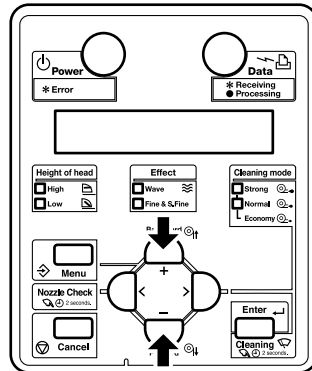 Power
Data
* Error
* Receiving
● Processing
Height of head
High
Low
Effect
Wave
Fine & S.Fine
Cleaning mode
Strong
Normal
Economy
Menu
+
< >
−
Nozzle Check
2 seconds.
Cancel
Enter
Cleaning
2 seconds.